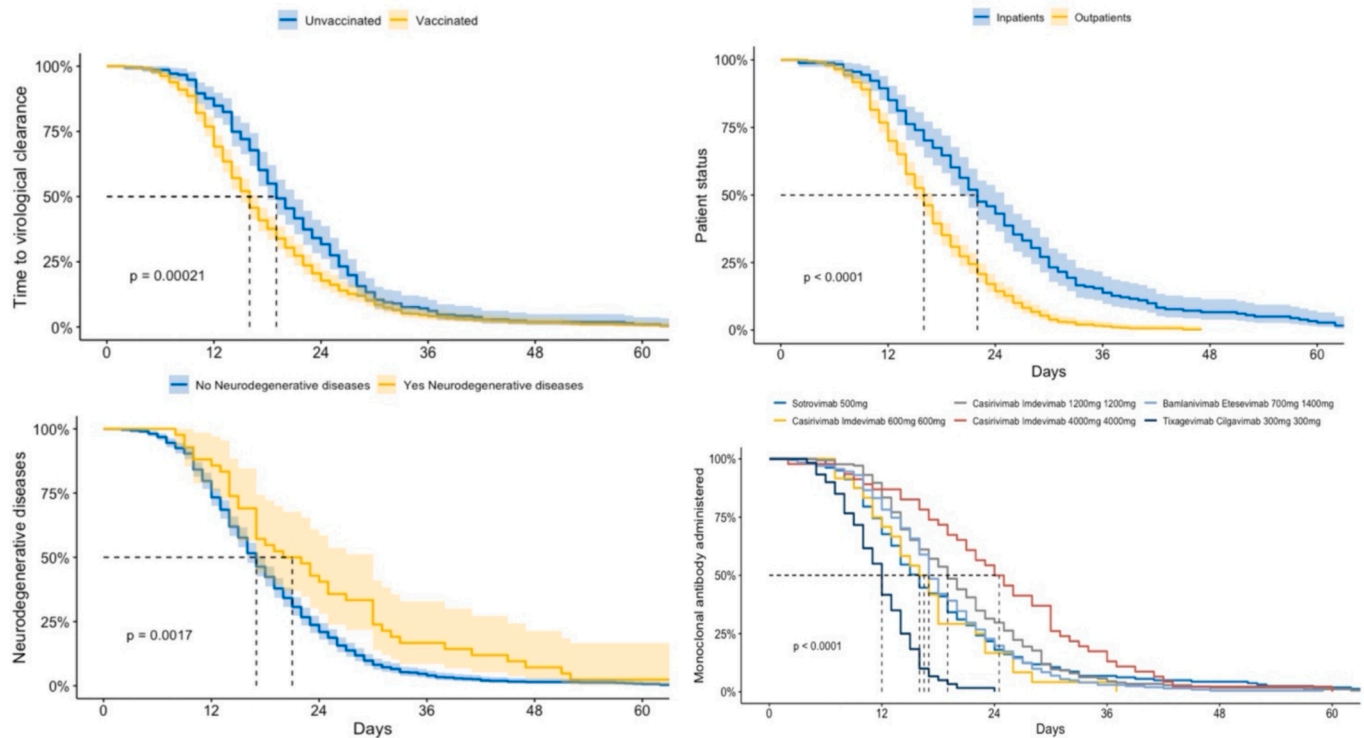 Unvaccinated Vaccinated
Time to virological clearance
100%
75%
50%
25%
0%
p = 0.00021
0 12 24 36 48 60
Inpatients Outpatients
Patient status
100%
75%
50%
25%
0%
p < 0.0001
0 12 24 36 48 60
Days
No Neurodegenerative diseases Yes Neurodegenerative diseases
Neurodegenerative diseases
100%
75%
50%
25%
0%
p = 0.0017
0 12 24 36 48 60
Days
Sotrovimab 500mg Casirivimab Imdevimab 1200mg 1200mg Bamlanivimab Etesevimab 700mg 1400mg
Casirivimab Imdevimab 600mg 600mg Casirivimab Imdevimab 4000mg 4000mg Tixagevimab Cilgavimab 300mg 300mg
Monoclonal antibody administered
100%
75%
50%
25%
0%
p < 0.0001
0 12 24 36 48 60
Days